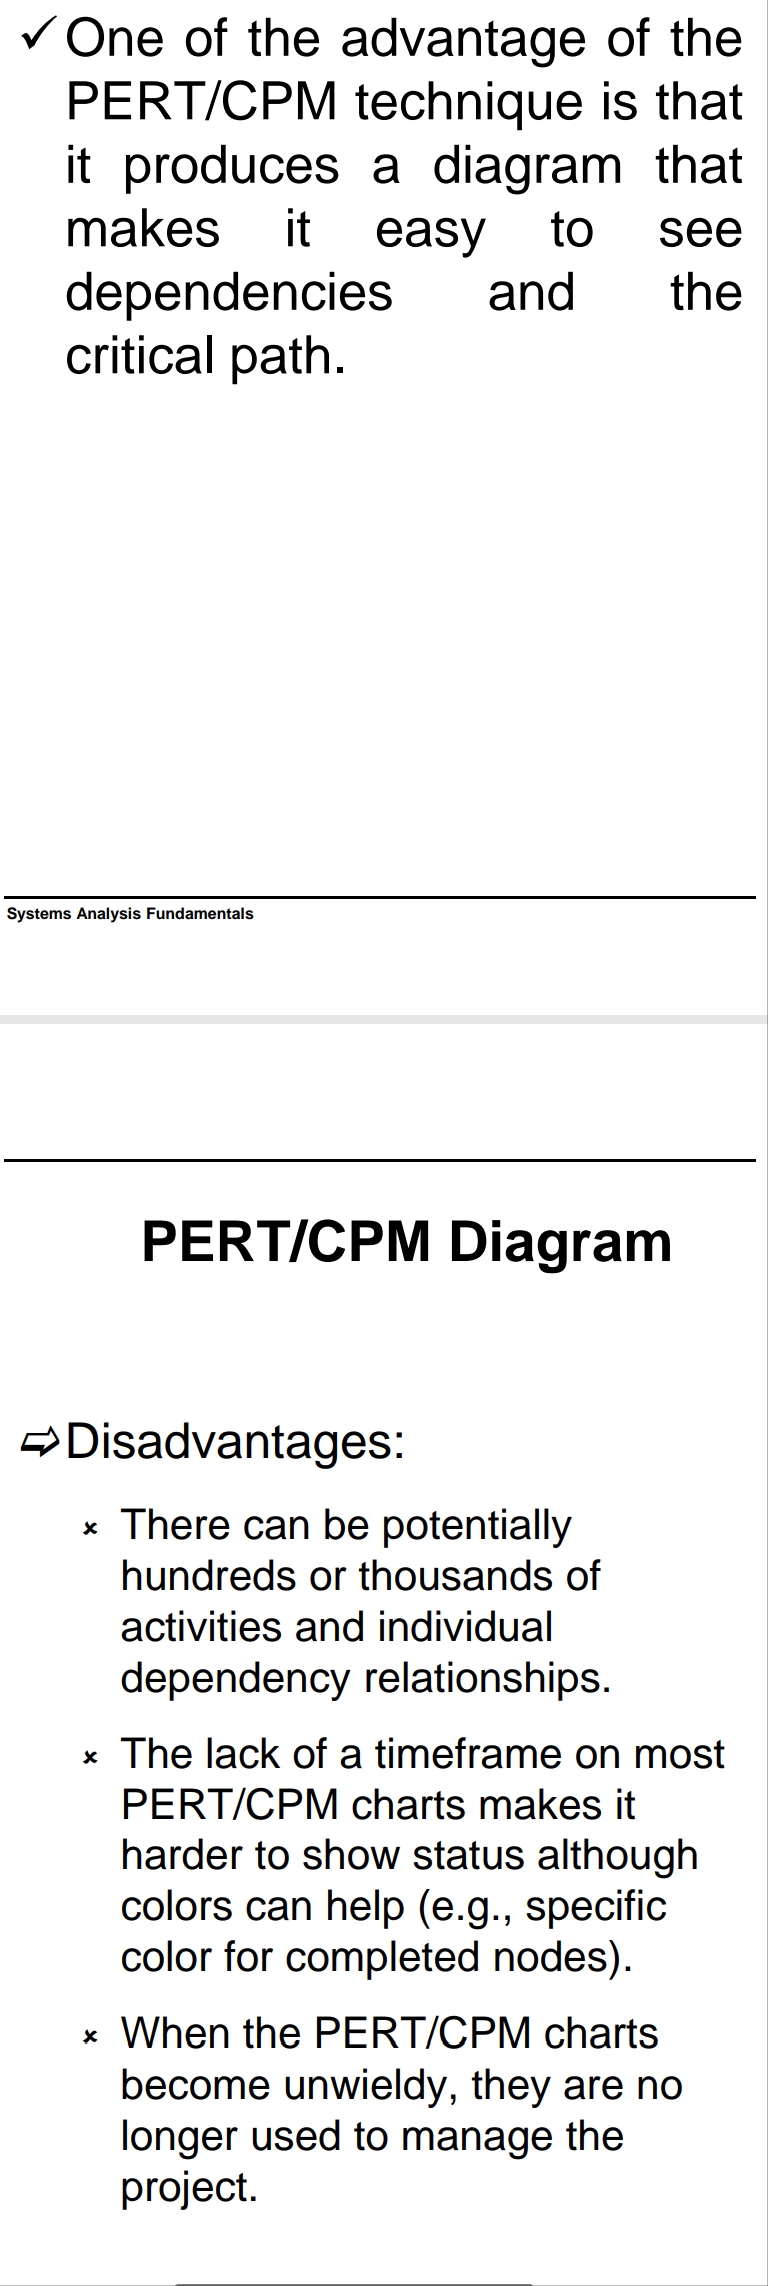 ✓One of the advantage of the
PERT/CPM technique is that
it produces a diagram that
makes it easy to see
dependencies and the
critical path.
Systems Analysis Fundamentals
PERT/CPM Diagram
➩Disadvantages:
× There can be potentially
hundreds or thousands of
activities and individual
dependency relationships.
× The lack of a timeframe on most
PERT/CPM charts makes it
harder to show status although
colors can help (e.g., specific
color for completed nodes).
× When the PERT/CPM charts
become unwieldy, they are no
longer used to manage the
project.